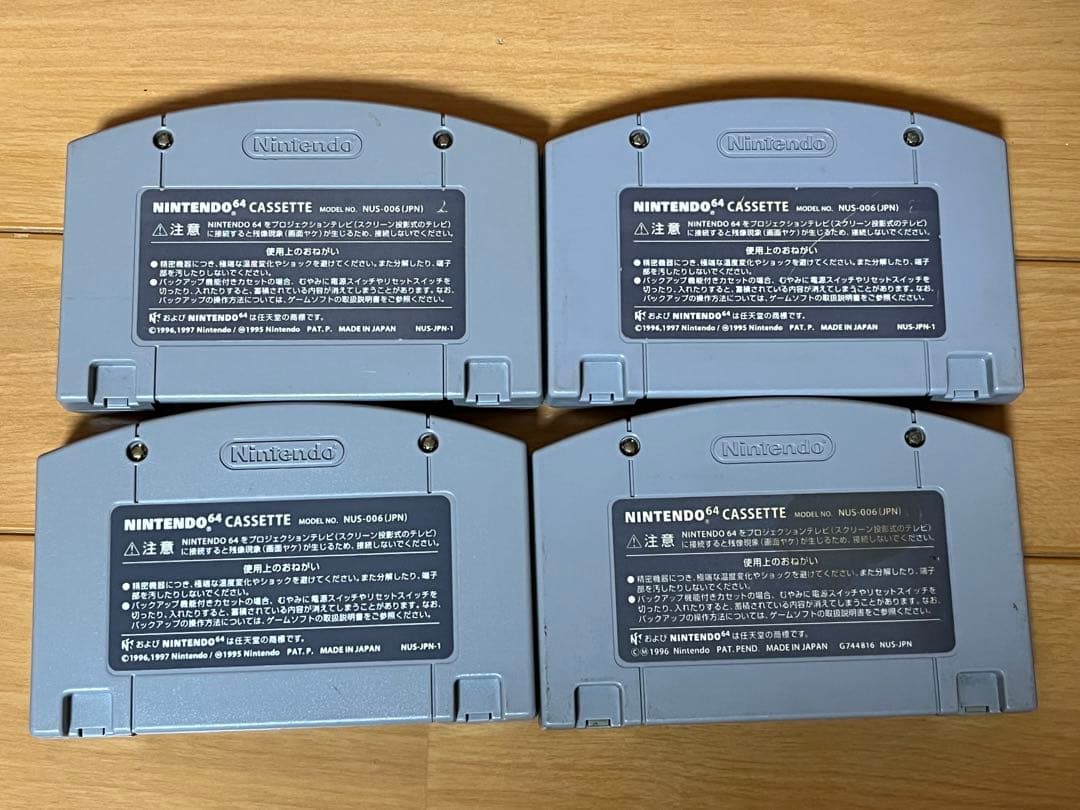 Nintendo
NINTENDO64 CASSETTE MODEL NO. NUS-006(JPN) 2
注意 NINTENDO 64 をプロジェクションテレビ(スクリーン投影式のテレビ)
に接続すると残像現象(画面ヤケ)が生じるため、接続しないでください。
使用上のおねがい
●精密機器につき、極端な温度変化やショックを避けてください。また分解したり、端子
部を汚したりしないでください。
●バックアップ機能付きカセットの場合、むやみに電源スイッチやリセットスイッチを
切ったり、入れたりすると、蓄積されている内容が消えてしまうことがあります。なお、
バックアップの操作方法については、ゲームソフトの取扱説明書をご参照ください。
および NINTENDO64 は任天堂の商標です。
©1996,1997 Nintendo / Ⓜ1995 Nintendo PAT. P. MADE IN JAPAN NUS-JPN-1
Nintendo
NINTENDO64 CASSETTE MODEL NO. NUS-006(JPN)
注意 NINTENDO 64 をプロジェクションテレビ(スクリーン投影式のテレビ)
に接続すると残像現象(画面ヤケ)が生じるため、接続しないでください。
使用上のおねがい
●精密機器につき、極端な温度変化やショックを避けてください。また分解したり、端子
部を汚したりしないでください。
●バックアップ機能付きカセットの場合、むやみに電源スイッチやリセットスイッチを
切ったり、入れたりすると、蓄積されている内容が消えてしまうことがあります。なお、
バックアップの操作方法については、ゲームソフトの取扱説明書をご参照ください。
および NINTENDO64 は任天堂の商標です。
©1996,1997 Nintendo / Ⓜ1995 Nintendo PAT. P. MADE IN JAPAN NUS-JPN-1
Nintendo
NINTENDO64 CASSETTE MODEL NO. NUS-006(JPN)
注意 NINTENDO 64 をプロジェクションテレビ(スクリーン投影式のテレビ)
に接続すると残像現象(画面ヤケ)が生じるため、接続しないでください。
使用上のおねがい
●精密機器につき、極端な温度変化やショックを避けてください。また分解したり、端子
部を汚したりしないでください。
●バックアップ機能付きカセットの場合、むやみに電源スイッチやリセットスイッチを
切ったり、入れたりすると、蓄積されている内容が消えてしまうことがあります。なお、
バックアップの操作方法については、ゲームソフトの取扱説明書をご参照ください。
および NINTENDO64 は任天堂の商標です。
©1996,1997 Nintendo / Ⓜ1995 Nintendo PAT. P. MADE IN JAPAN NUS-JPN-1
Nintendo
NINTENDO64 CASSETTE MODEL NO. NUS-006(JPN)
注意 NINTENDO 64 をプロジェクションテレビ(スクリーン投影式のテレビ)
に接続すると残像現象(画面ヤケ)が生じるため、接続しないでください。
使用上のおねがい
●精密機器につき、極端な温度変化やショックを避けてください。また分解したり、端子
部を汚したりしないでください。
●バックアップ機能付きカセットの場合、むやみに電源スイッチやリセットスイッチを
切ったり、入れたりすると、蓄積されている内容が消えてしまうことがあります。なお、
バックアップの操作方法については、ゲームソフトの取扱説明書をご参照ください。
および NINTENDO64 は任天堂の商標です。
©Ⓜ 1996 Nintendo PAT. PEND. MADE IN JAPAN G744B16 NUS-JPN